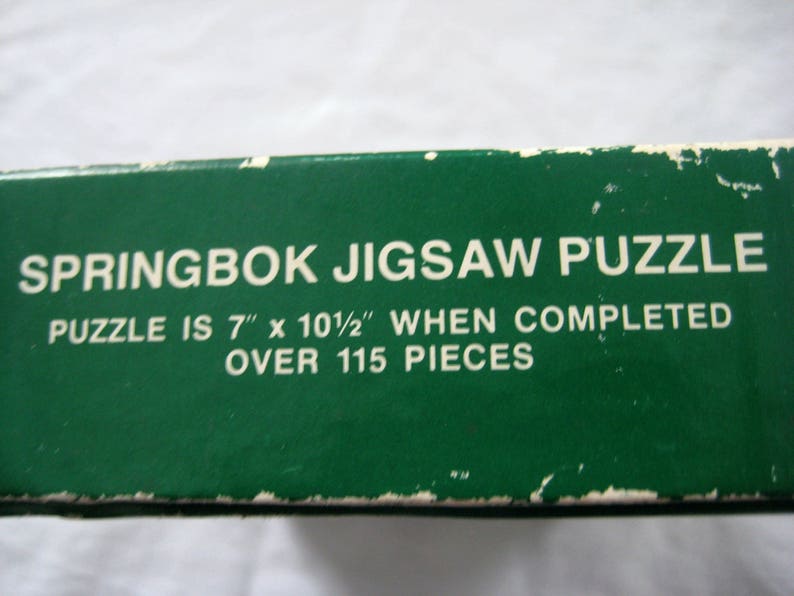 SPRINGBOK JIGSAW PUZZLE
PUZZLE IS 7" x 10½" WHEN COMPLETED
OVER 115 PIECES